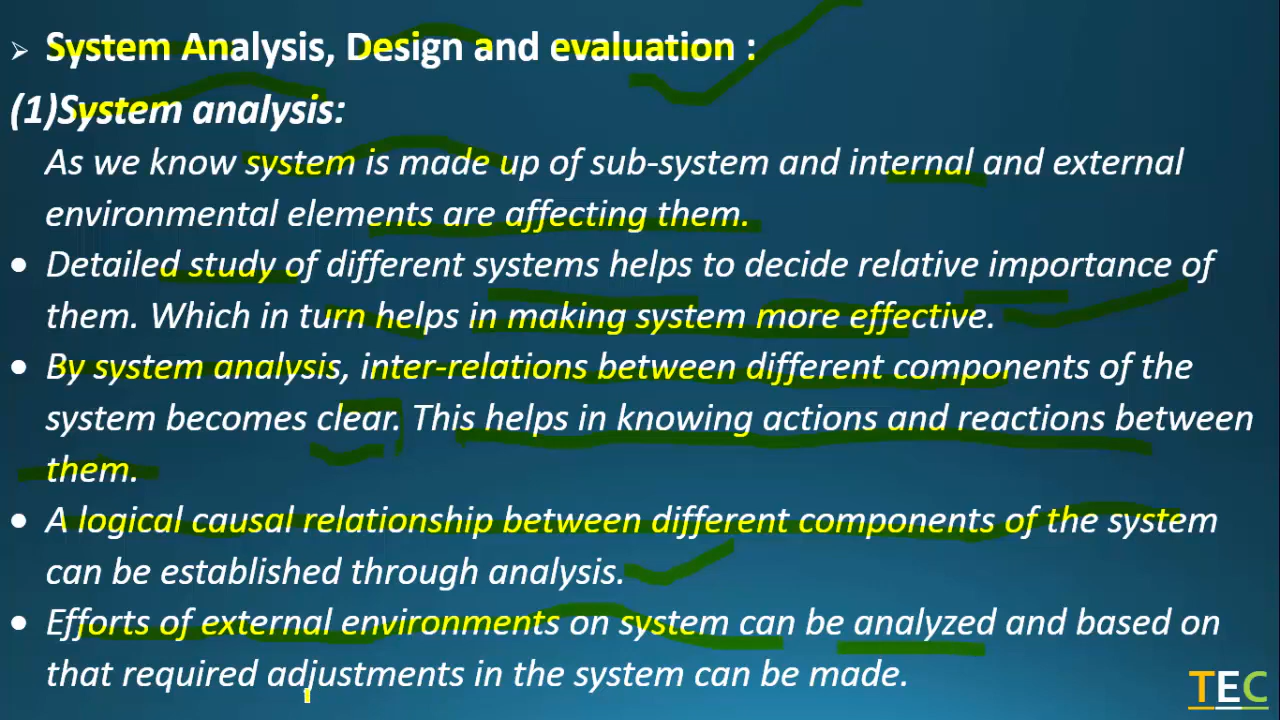 ➢ System Analysis, Design and evaluation :
(1)System analysis:
As we know system is made up of sub-system and internal and external
environmental elements are affecting them.
• Detailed study of different systems helps to decide relative importance of
them. Which in turn helps in making system more effective.
• By system analysis, inter-relations between different components of the
system becomes clear. This helps in knowing actions and reactions between
them.
• A logical causal relationship between different components of the system
can be established through analysis.
• Efforts of external environments on system can be analyzed and based on
that required adjustments in the system can be made.
TEC